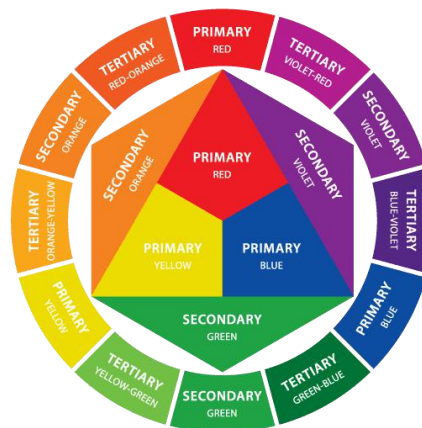 PRIMARY
RED
TERTIARY
VIOLET-RED
SECONDARY
VIOLET
TERTIARY
BLUE-VIOLET
PRIMARY
BLUE
TERTIARY
GREEN-BLUE
SECONDARY
GREEN
TERTIARY
YELLOW-GREEN
PRIMARY
YELLOW
TERTIARY
ORANGE-YELLOW
SECONDARY
ORANGE
TERTIARY
RED-ORANGE
PRIMARY
RED
SECONDARY
ORANGE
SECONDARY
VIOLET
PRIMARY
YELLOW
PRIMARY
BLUE
SECONDARY
GREEN